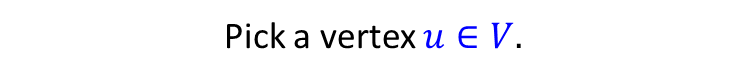 Pick a vertex 𝑢 ∈ 𝑉.